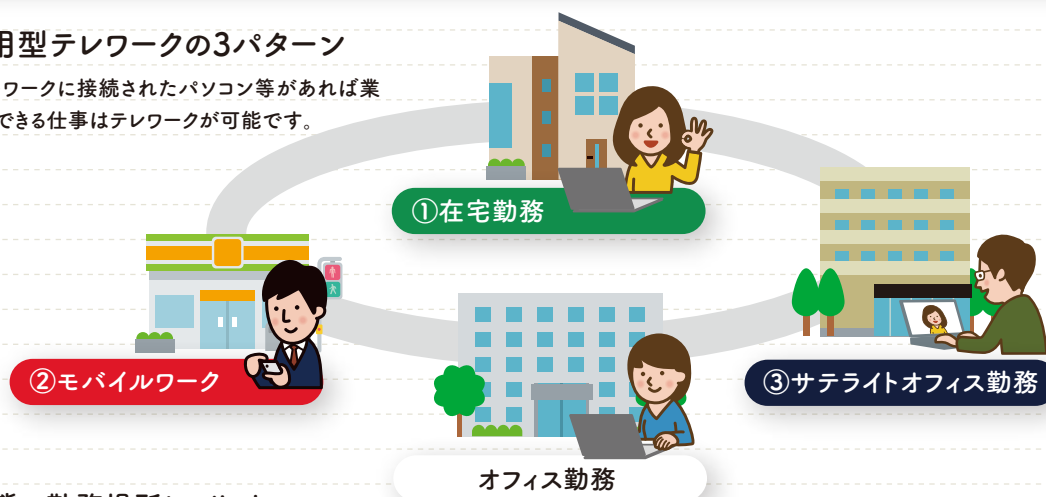 用型テレワークの3パターン
ワークに接続されたパソコン等があれば業
できる仕事はテレワークが可能です。
①在宅勤務
②モバイルワーク
③サテライトオフィス勤務
オフィス勤務